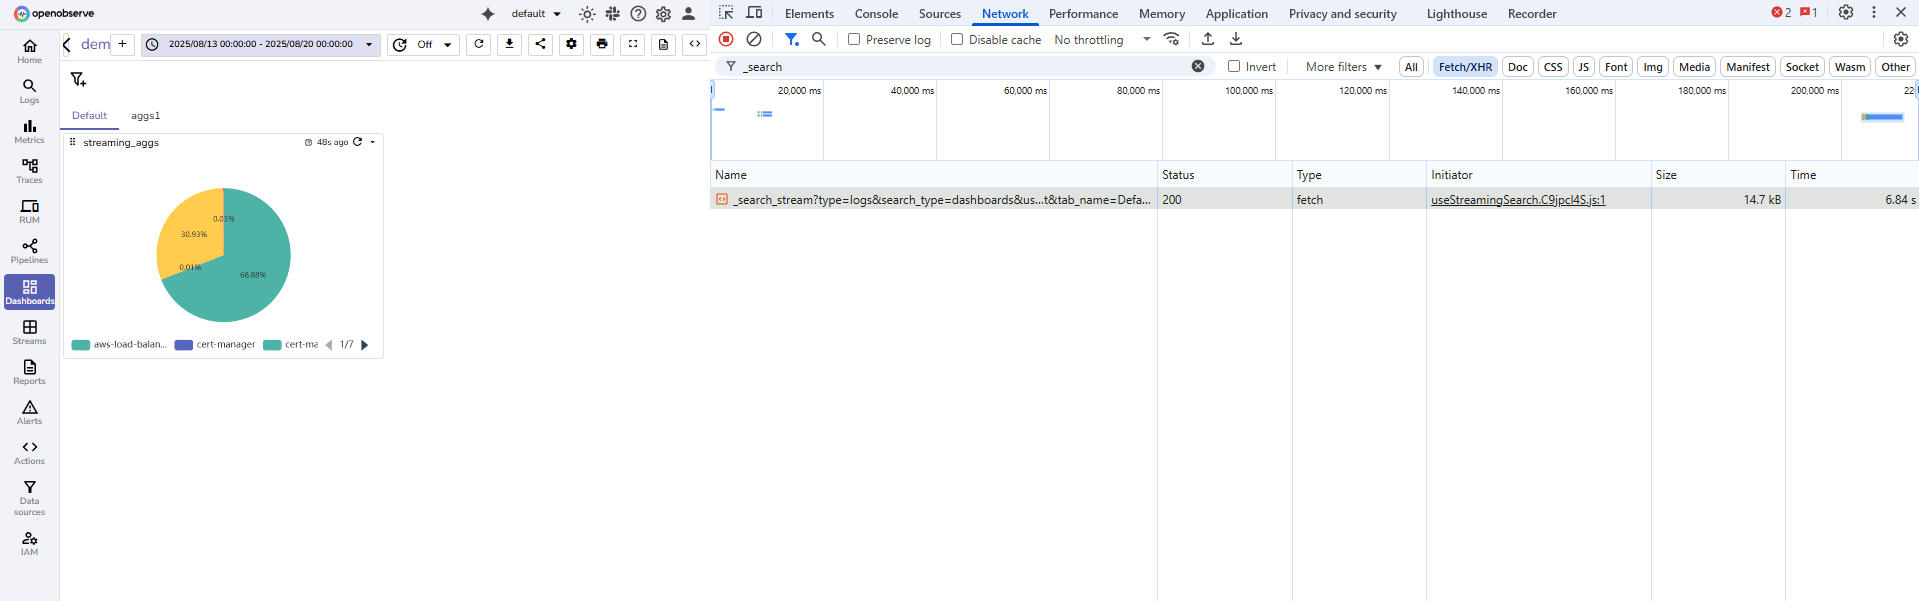 openobserve
default
Home
Logs
Metrics
Traces
RUM
Pipelines
Dashboards
Streams
Reports
Alerts
Actions
Data
sources
IAM
dem
2025/08/13 00:00:00 - 2025/08/20 00:00:00
Off
Default aggs1
streaming_aggs 48s ago
0.03%
30.93%
0.01%
68.88%
aws-load-balan... cert-manager cert-ma 1/7
Elements Console Sources Network Performance Memory Application Privacy and security Lighthouse Recorder 2 1
Preserve log Disable cache No throttling
_search Invert More filters All Fetch/XHR Doc CSS JS Font Img Media Manifest Socket Wasm Other
20,000 ms 40,000 ms 60,000 ms 80,000 ms 100,000 ms 120,000 ms 140,000 ms 160,000 ms 180,000 ms 200,000 ms 22
Name Status Type Initiator Size Time
_search_stream?type=logs&search_type=dashboards&us...t&tab_name=Defa... 200 fetch useStreamingSearch.C9jpcl4S.js:1 14.7 kB 6.84 s